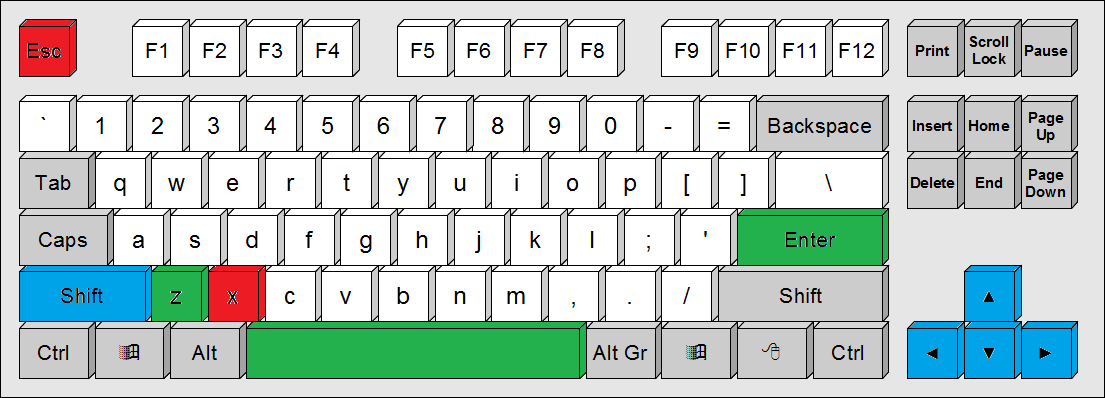 Esc F1 F2 F3 F4 F5 F6 F7 F8 F9 F10 F11 F12 Print Scroll Lock Pause
` 1 2 3 4 5 6 7 8 9 0 - = Backspace Insert Home Page Up
Tab q w e r t y u i o p [ ] \ Delete End Page Down
Caps a s d f g h j k l ; ' Enter
Shift z x c v b n m , . / Shift ▲
Ctrl Alt Alt Gr Ctrl ◄ ▼ ►